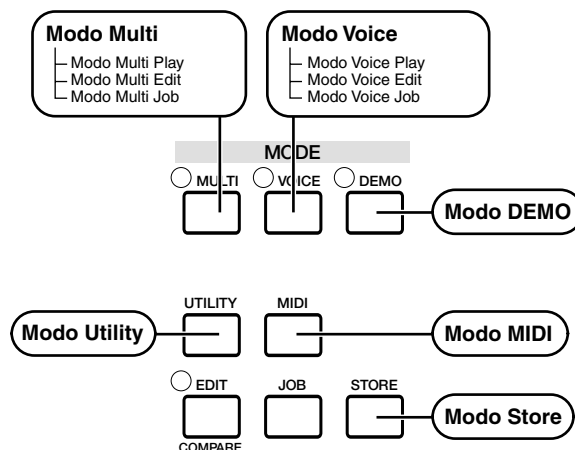 Modo Multi
Modo Multi Play
Modo Multi Edit
Modo Multi Job
Modo Voice
Modo Voice Play
Modo Voice Edit
Modo Voice Job
MODE
MULTI VOICE DEMO
Modo DEMO
UTILITY MIDI
Modo Utility
Modo MIDI
EDIT JOB STORE
Modo Store
COMPARE